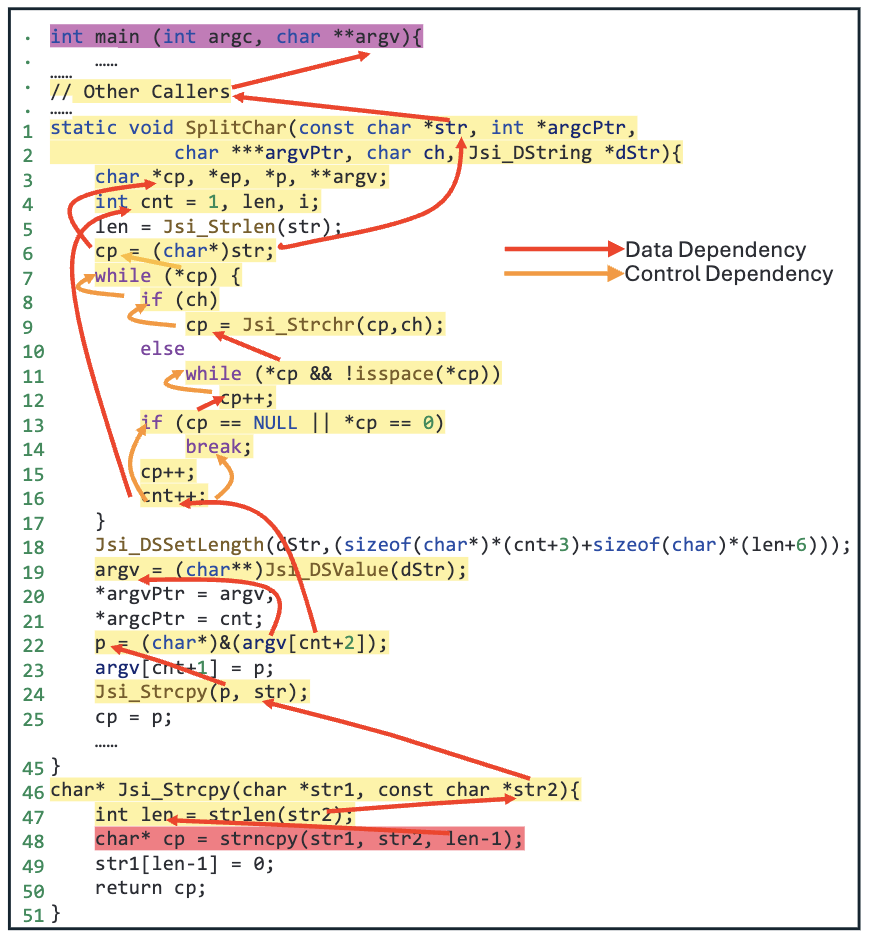 int main (int argc, char **argv){
……
……
// Other Callers
……
1 static void SplitChar(const char *str, int *argcPtr,
2 char ***argvPtr, char ch, Jsi_DString *dStr){
3 char *cp, *ep, *p, **argv;
4 int cnt = 1, len, i;
5 len = Jsi_Strlen(str);
6 cp = (char*)str;
Data Dependency
7 while (*cp) {
Control Dependency
8 if (ch)
9 cp = Jsi_Strchr(cp,ch);
10 else
11 while (*cp && !isspace(*cp))
12 cp++;
13 if (cp == NULL || *cp == 0)
14 break;
15 cp++;
16 cnt++;
17 }
18 Jsi_DSSetLength(dStr,(sizeof(char*)*(cnt+3)+sizeof(char)*(len+6)));
19 argv = (char**)Jsi_DSValue(dStr);
20 *argvPtr = argv;
21 *argcPtr = cnt;
22 p = (char*)&(argv[cnt+2]);
23 argv[cnt+1] = p;
24 Jsi_Strcpy(p, str);
25 cp = p;
……
45 }
46 char* Jsi_Strcpy(char *str1, const char *str2){
47 int len = strlen(str2);
48 char* cp = strncpy(str1, str2, len-1);
49 str1[len-1] = 0;
50 return cp;
51 }